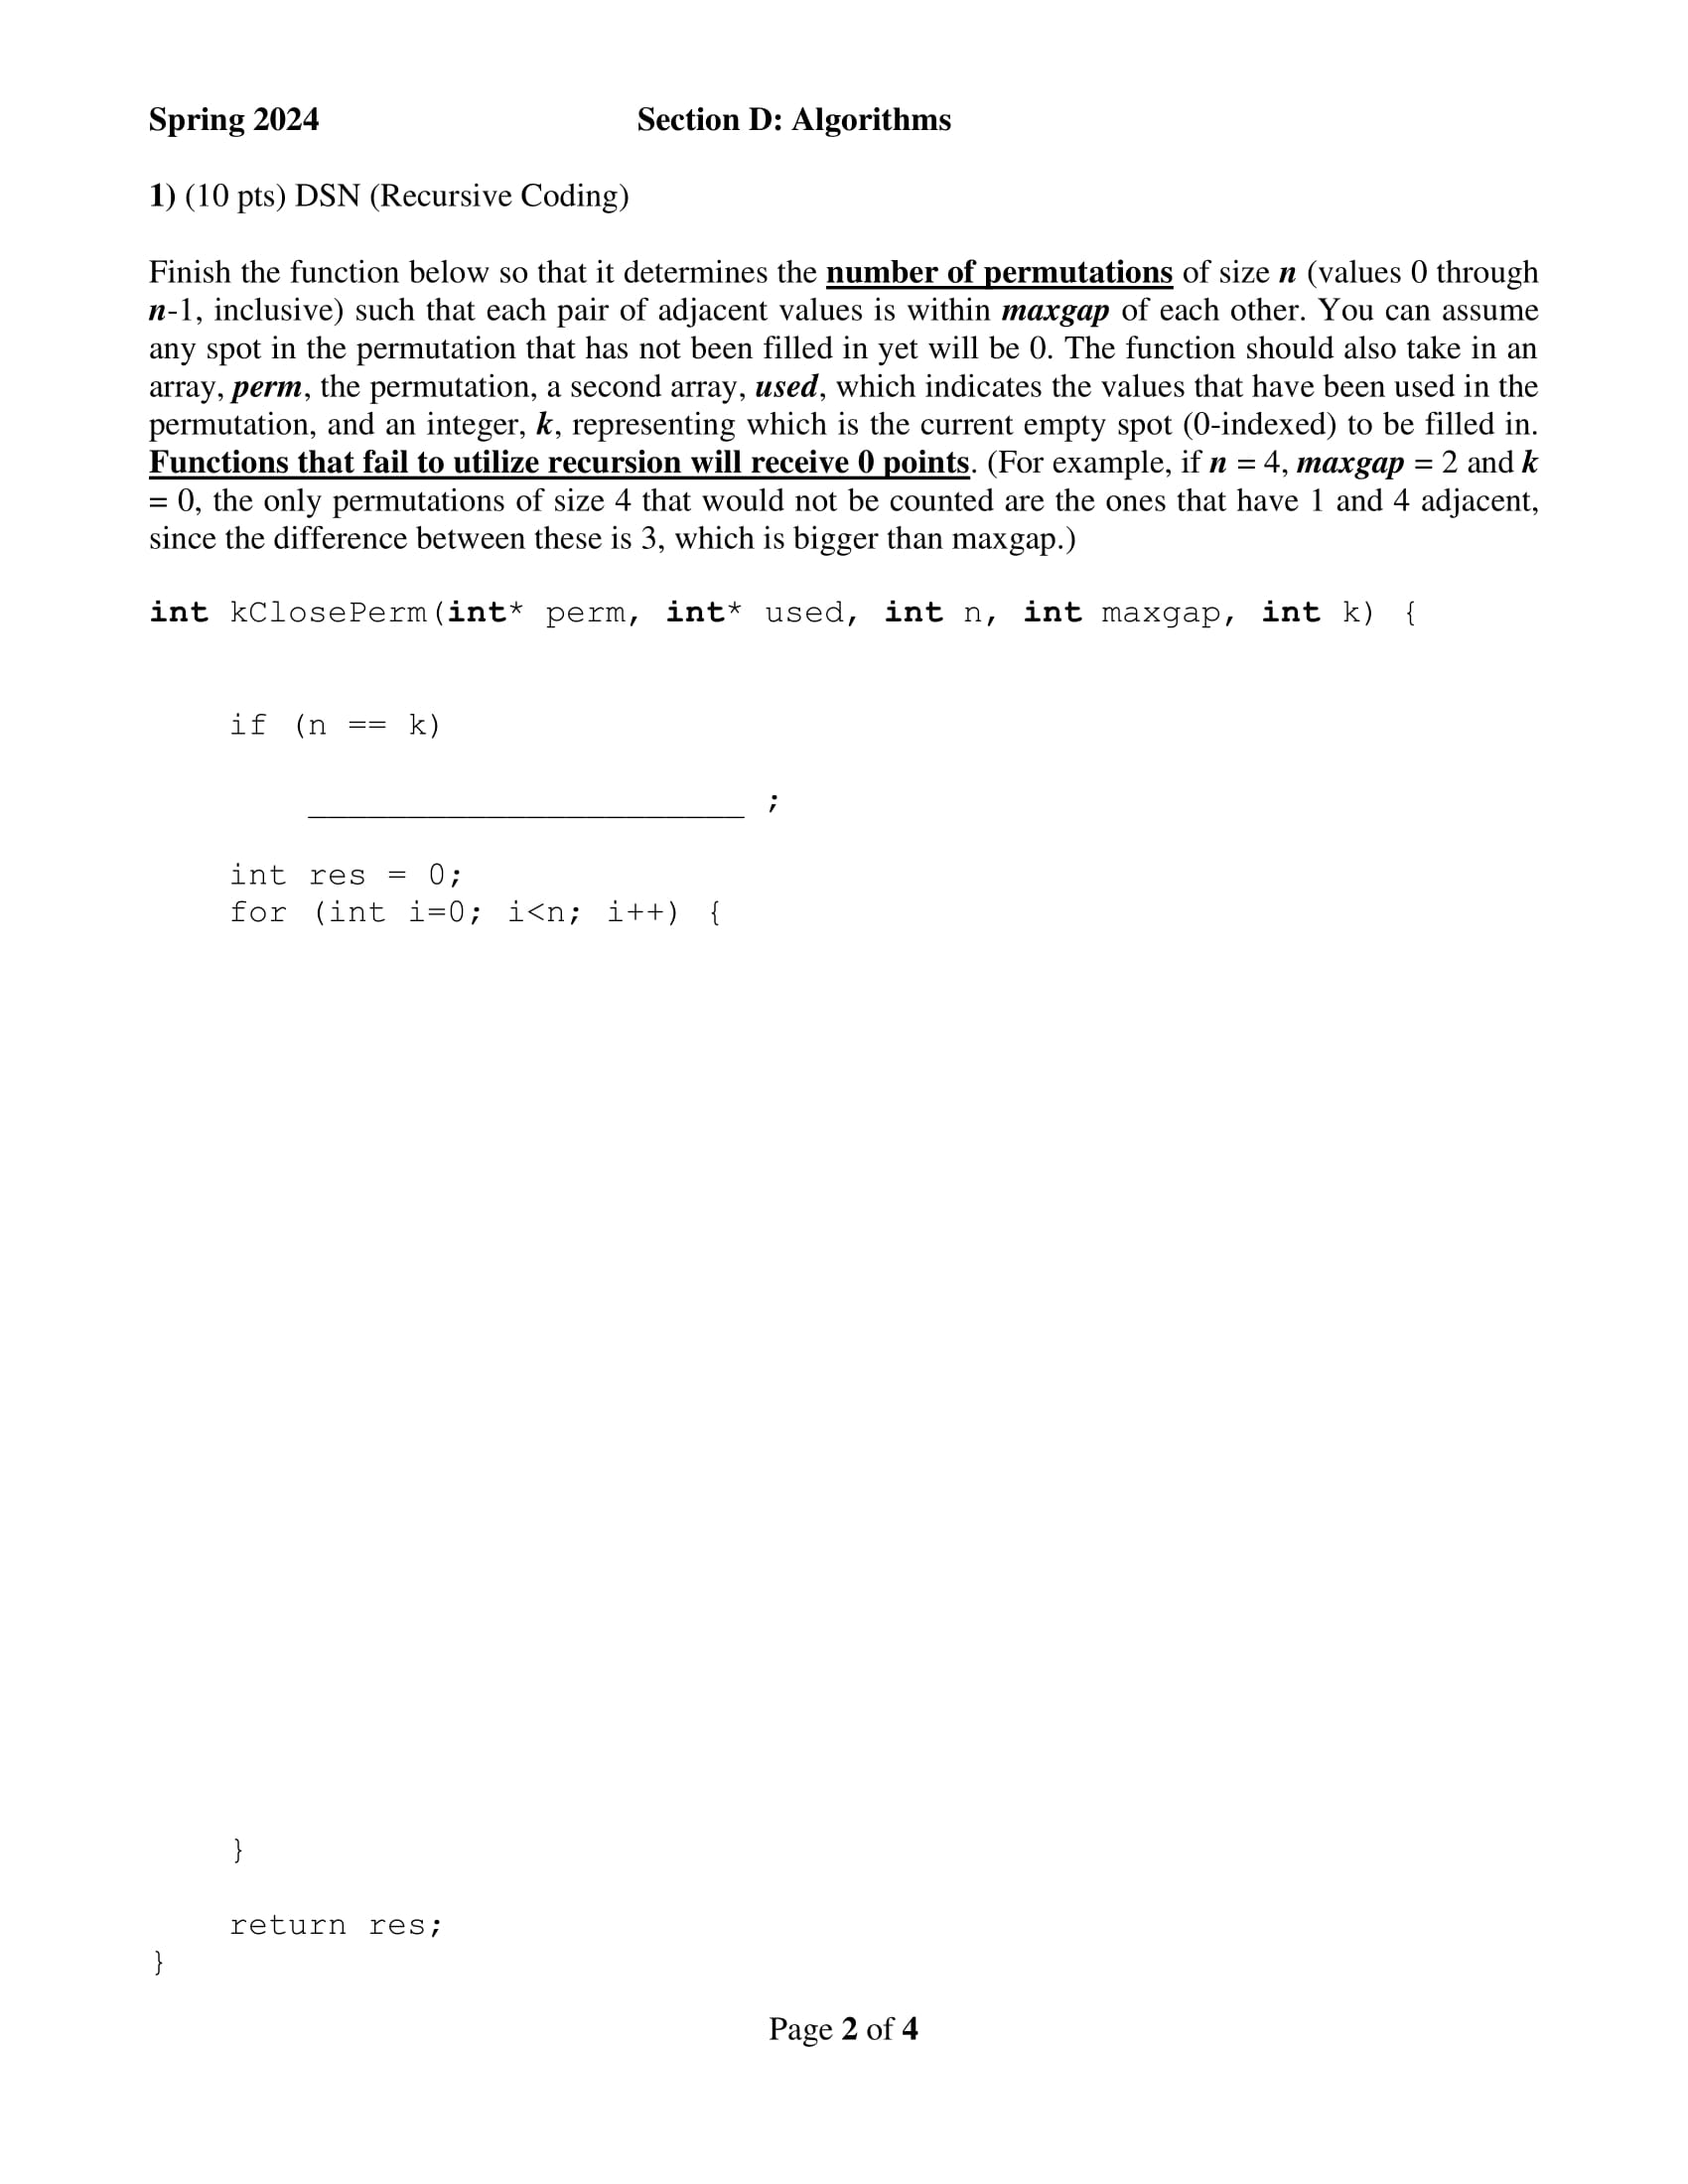 Spring 2024 Section D: Algorithms
1) (10 pts) DSN (Recursive Coding)
Finish the function below so that it determines the number of permutations of size n (values 0 through
n-1, inclusive) such that each pair of adjacent values is within maxgap of each other. You can assume
any spot in the permutation that has not been filled in yet will be 0. The function should also take in an
array, perm, the permutation, a second array, used, which indicates the values that have been used in the
permutation, and an integer, k, representing which is the current empty spot (0-indexed) to be filled in.
Functions that fail to utilize recursion will receive 0 points. (For example, if n = 4, maxgap = 2 and k
= 0, the only permutations of size 4 that would not be counted are the ones that have 1 and 4 adjacent,
since the difference between these is 3, which is bigger than maxgap.)
int kClosePerm(int* perm, int* used, int n, int maxgap, int k) {
if (n == k)
______________________ ;
int res = 0;
for (int i=0; i<n; i++) {
}
return res;
}
Page 2 of 4